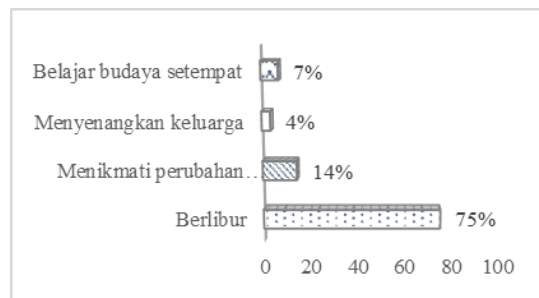 Belajar budaya setempat 7%
Menyenangkan keluarga 4%
Menikmati perubahan... 14%
Berlibur 75%
0 20 40 60 80 100